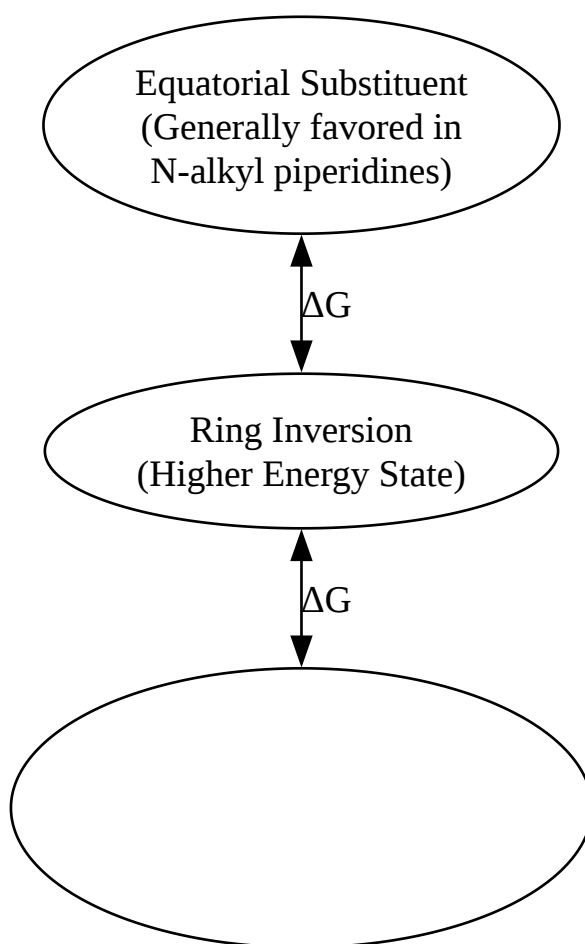 Equatorial Substituent
(Generally favored in
N-alkyl piperidines)
ΔG
Ring Inversion
(Higher Energy State)
ΔG